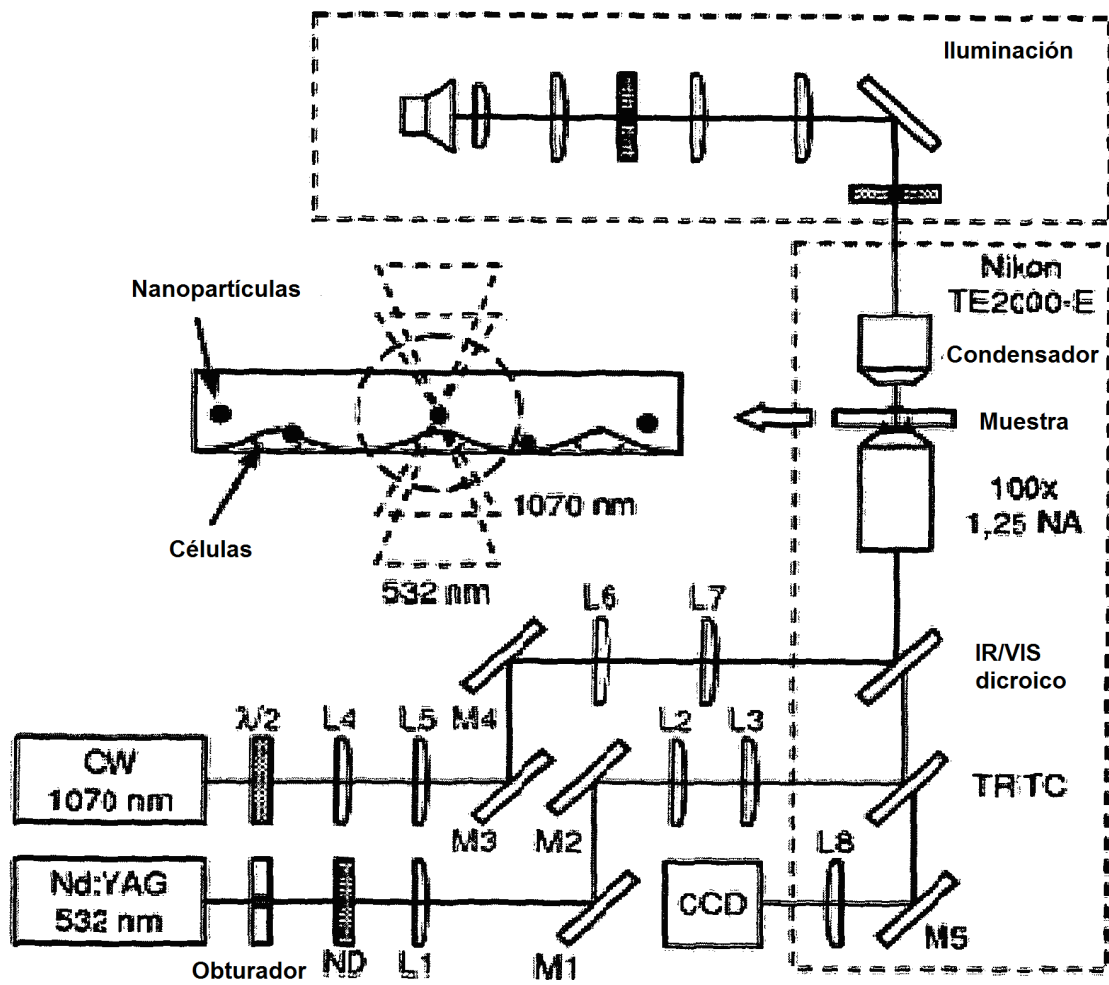 Iluminación
Nikon
TE2000-E
Nanopartículas
Condensador
Muestra
100x
1,25 NA
1070 nm
Células
532 nm
L6
L7
IR/VIS
dicroico
λ/2
L4
L5
M4
L2
L3
CW
1070 nm
TRITC
M3
M2
L8
Nd:YAG
532 nm
CCD
Obturador
ND
L1
M1
M5